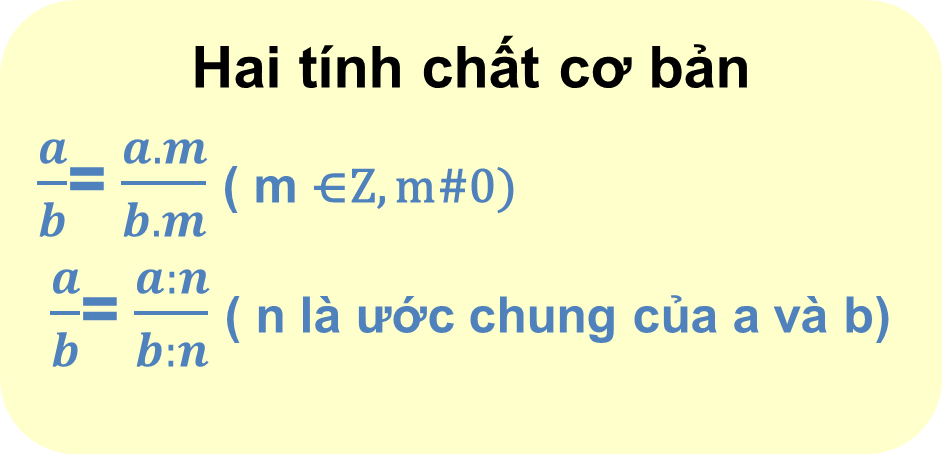 Hai tính chất cơ bản
a/b = a.m/b.m ( m ∈Z, m#0)
a/b = a:n/b:n ( n là ước chung của a và b)